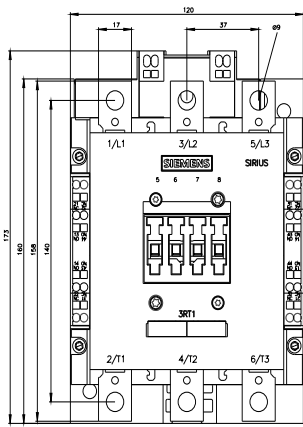 120
17 37 ø9
1/L1 3/L2 5/L3
SIEMENS SIRIUS
5 6 7 8
173 160 158 140
3RT1
2/T1 4/T2 6/T3